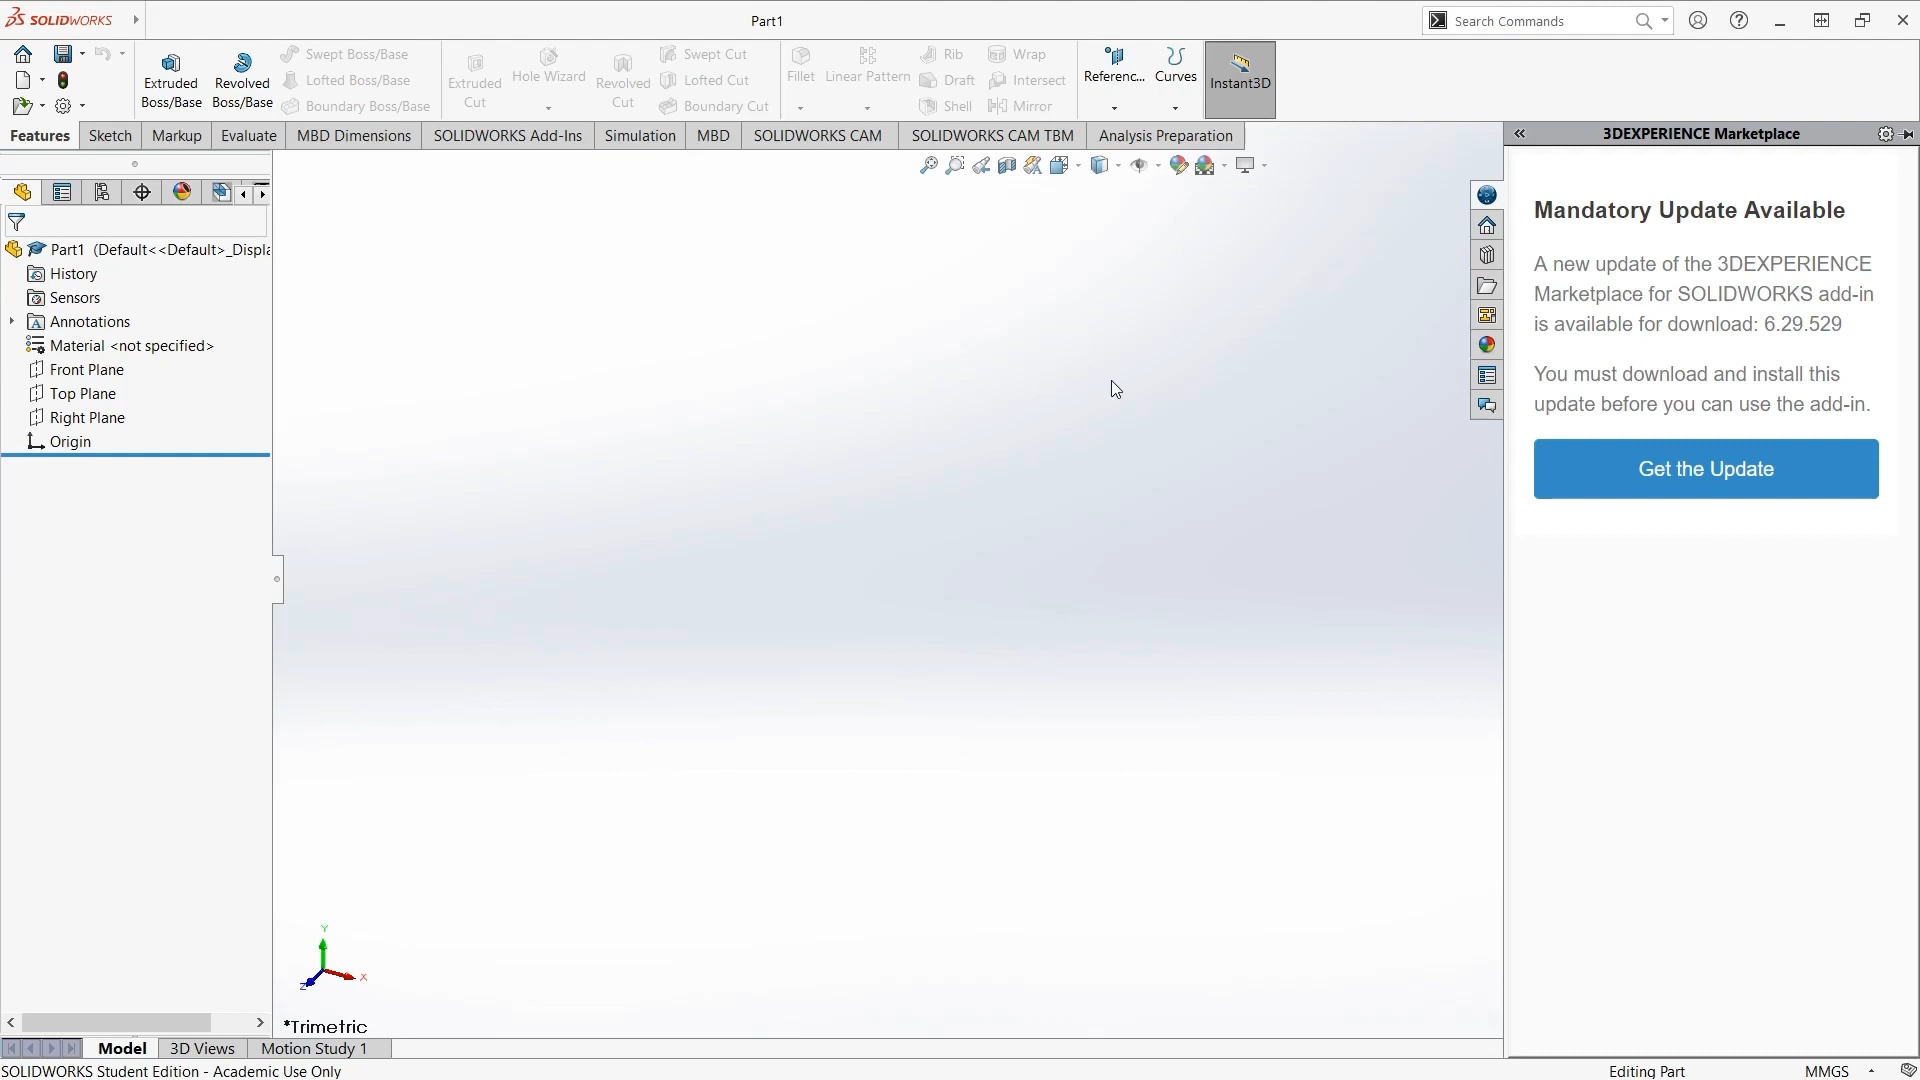 SOLIDWORKS
Part1
Search Commands
Extruded
Boss/Base
Revolved
Boss/Base
Swept Boss/Base
Lofted Boss/Base
Boundary Boss/Base
Extruded
Cut
Hole Wizard
Revolved
Cut
Swept Cut
Lofted Cut
Boundary Cut
Fillet
Linear Pattern
Rib
Draft
Shell
Wrap
Intersect
Mirror
Referenc...
Curves
Instant3D
Features
Sketch
Markup
Evaluate
MBD Dimensions
SOLIDWORKS Add-Ins
Simulation
MBD
SOLIDWORKS CAM
SOLIDWORKS CAM TBM
Analysis Preparation
Part1 (Default<<Default>_Displa
History
Sensors
Annotations
Material <not specified>
Front Plane
Top Plane
Right Plane
Origin
3DEXPERIENCE Marketplace
Mandatory Update Available
A new update of the 3DEXPERIENCE
Marketplace for SOLIDWORKS add-in
is available for download: 6.29.529
You must download and install this
update before you can use the add-in.
Get the Update
Y
X
Z
*Trimetric
Model
3D Views
Motion Study 1
SOLIDWORKS Student Edition - Academic Use Only
Editing Part
MMGS